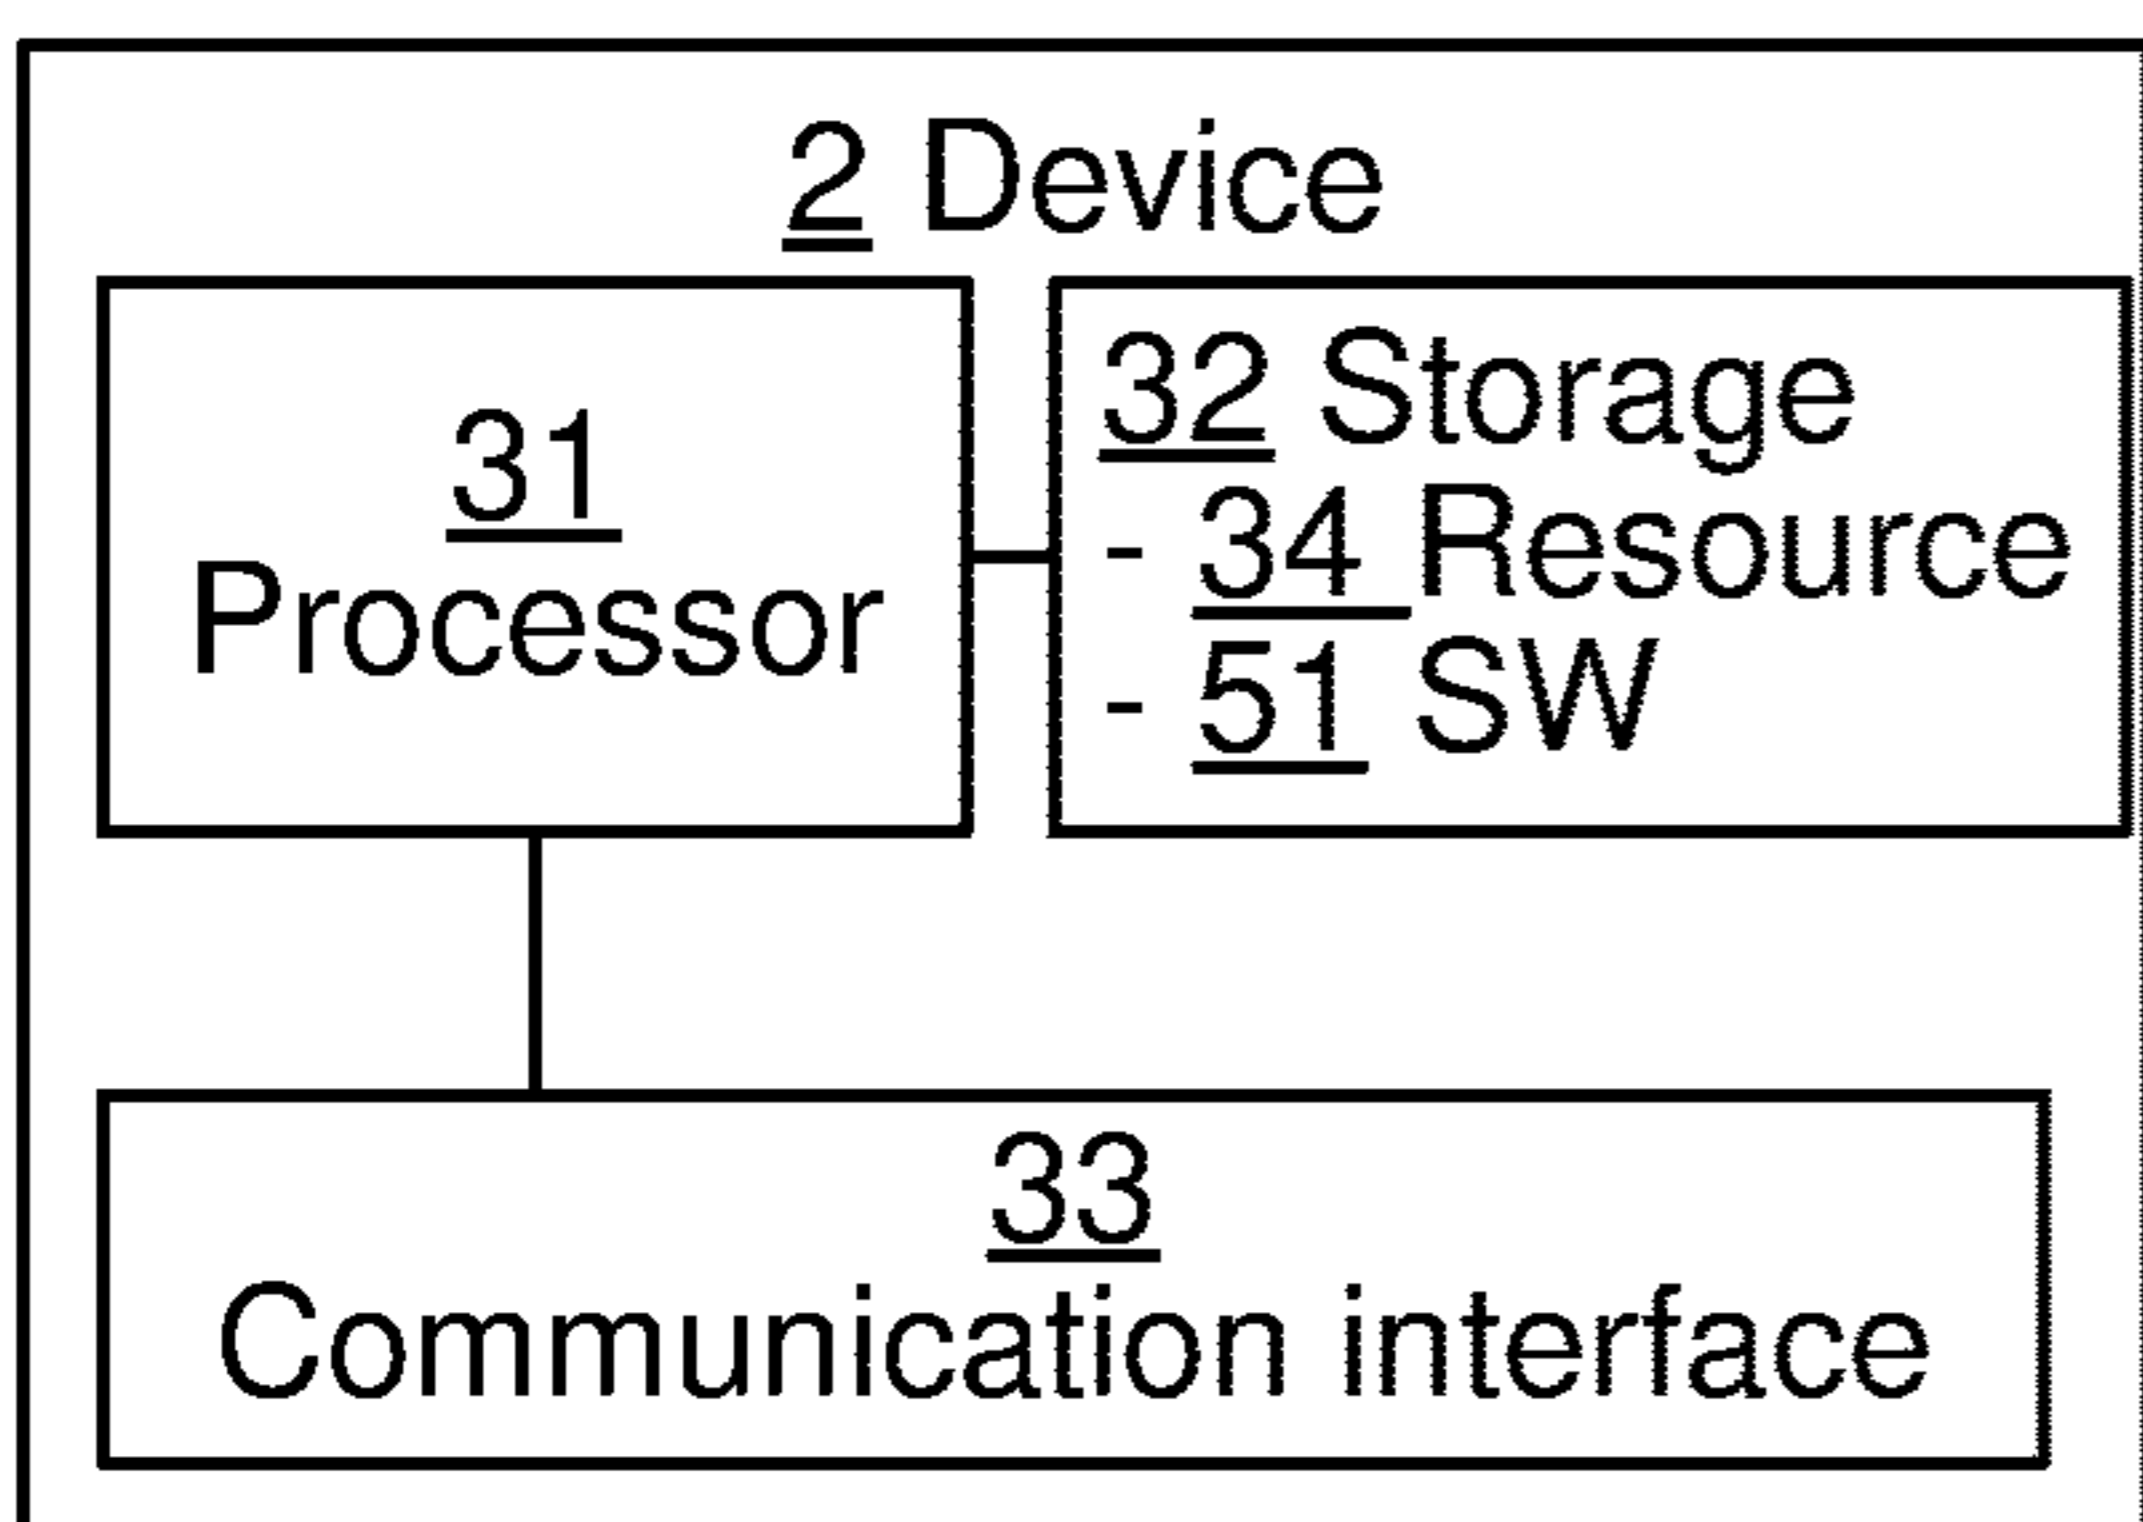 2 Device
31
Processor
32 Storage
- 34 Resource
- 51 SW
33
Communication interface